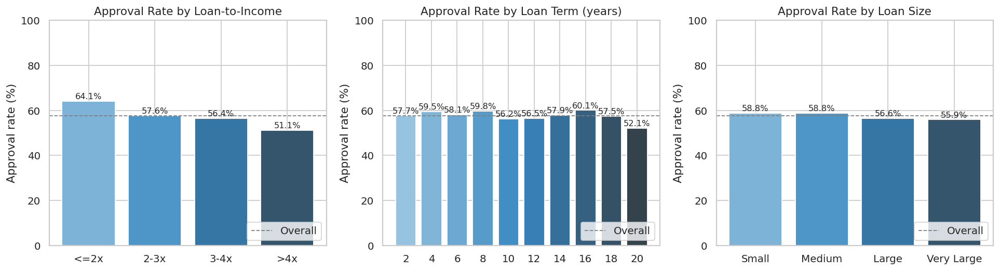 Approval Rate by Loan-to-Income
Approval rate (%)
100
80
60
40
20
0
64.1%
57.6%
56.4%
51.1%
Overall
<=2x
2-3x
3-4x
>4x
Approval Rate by Loan Term (years)
Approval rate (%)
100
80
60
40
20
0
57.7%
59.5%
58.1%
59.8%
56.2%
56.5%
57.9%
60.1%
57.5%
52.1%
Overall
2
4
6
8
10
12
14
16
18
20
Approval Rate by Loan Size
Approval rate (%)
100
80
60
40
20
0
58.8%
58.8%
56.6%
55.9%
Overall
Small
Medium
Large
Very Large